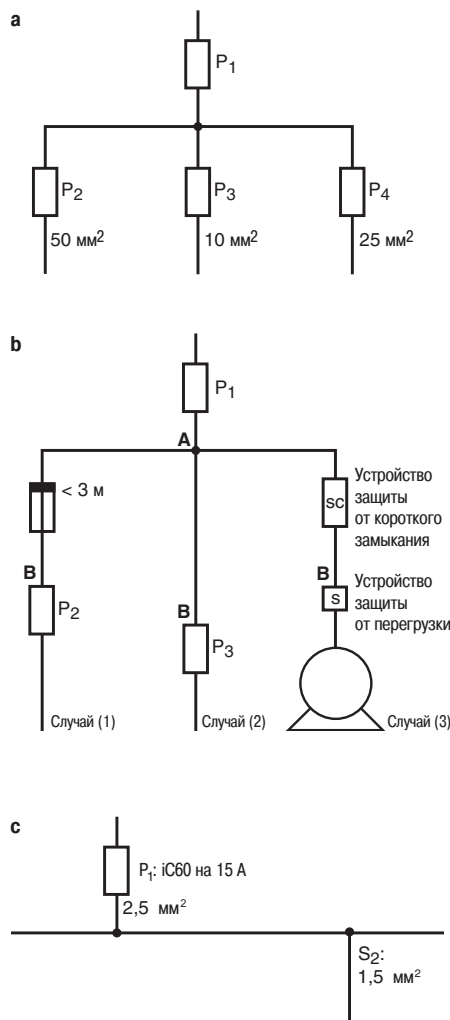 a
P1
P2
P3
P4
50 мм2
10 мм2
25 мм2
b
P1
A
< 3 м
sc
Устройство
защиты
от короткого
замыкания
B
P2
B
P3
B
s
Устройство
защиты
от перегрузки
Случай (1)
Случай (2)
Случай (3)
c
P1: iC60 на 15 А
2,5 мм2
S2:
1,5 мм2